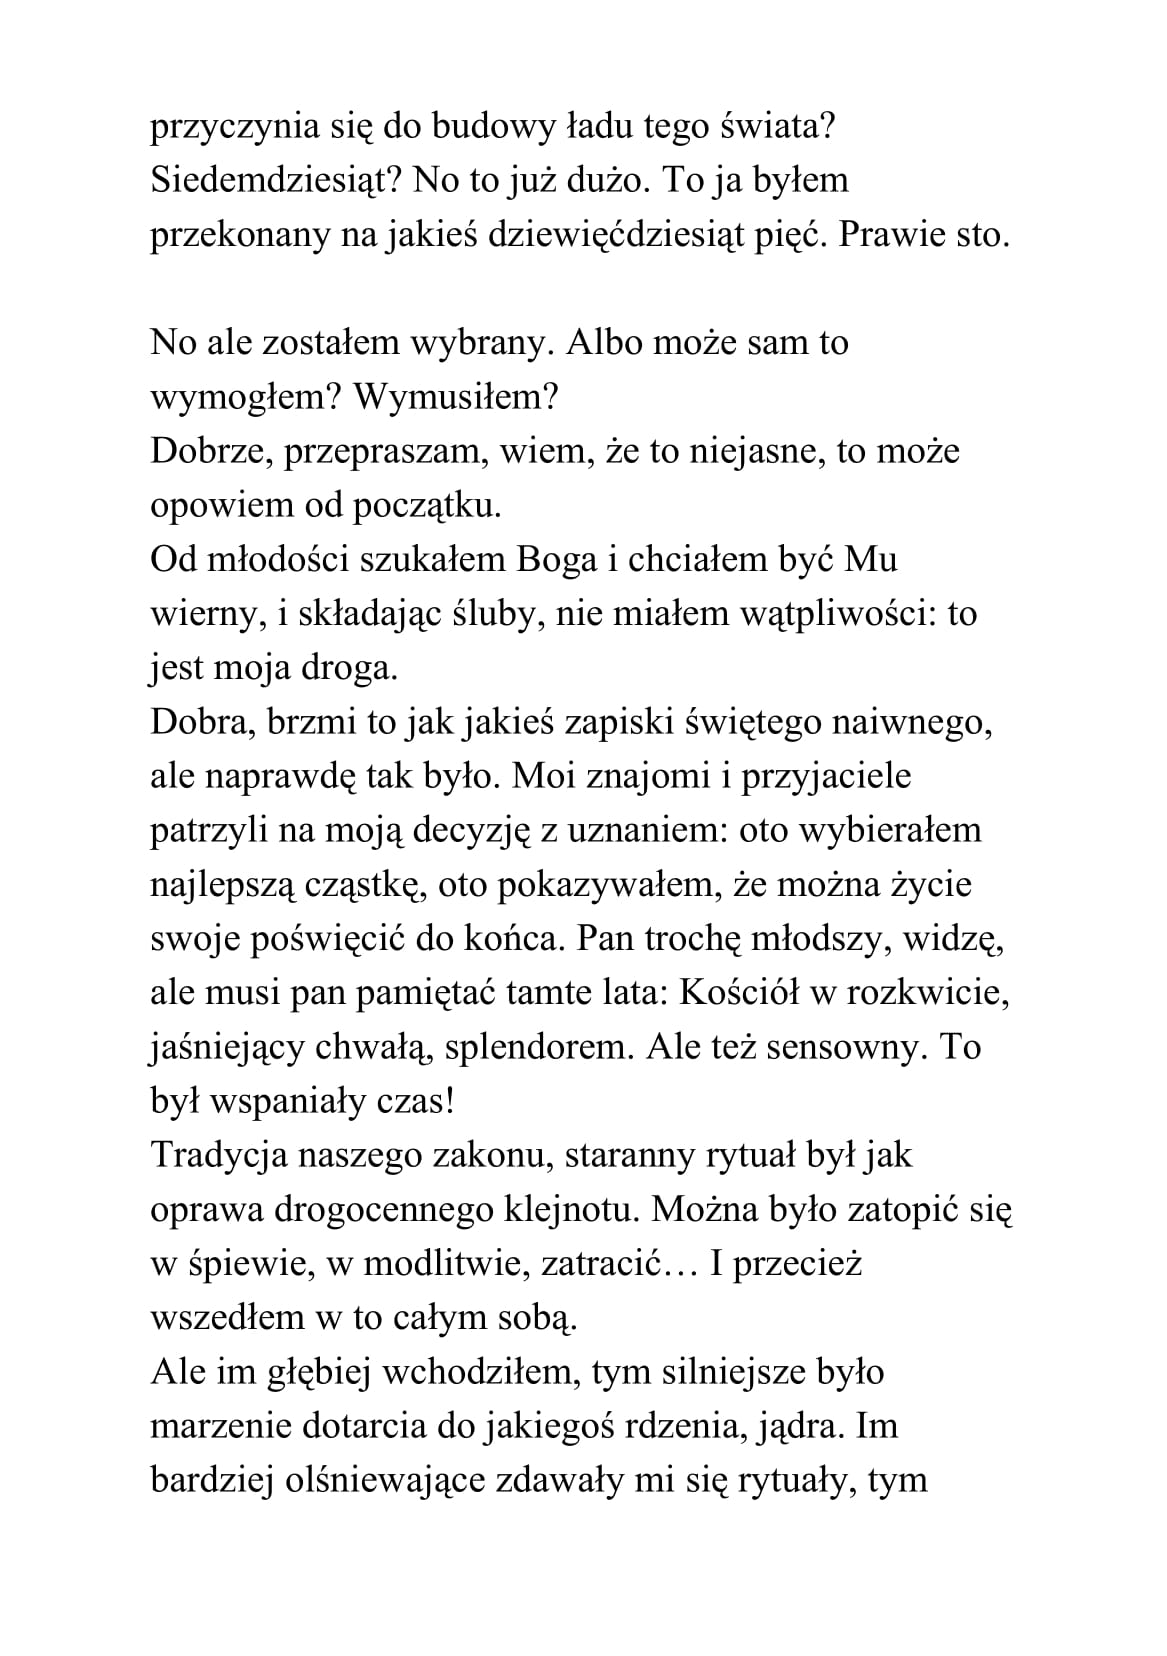 przyczynia się do budowy ładu tego świata?
Siedemdziesiąt? No to już dużo. To ja byłem
przekonany na jakieś dziewięćdziesiąt pięć. Prawie sto.

No ale zostałem wybrany. Albo może sam to
wymogłem? Wymusiłem?
Dobrze, przepraszam, wiem, że to niejasne, to może
opowiem od początku.
Od młodości szukałem Boga i chciałem być Mu
wierny, i składając śluby, nie miałem wątpliwości: to
jest moja droga.
Dobra, brzmi to jak jakieś zapiski świętego naiwnego,
ale naprawdę tak było. Moi znajomi i przyjaciele
patrzyli na moją decyzję z uznaniem: oto wybierałem
najlepszą cząstkę, oto pokazywałem, że można życie
swoje poświęcić do końca. Pan trochę młodszy, widzę,
ale musi pan pamiętać tamte lata: Kościół w rozkwicie,
jaśniejący chwałą, splendorem. Ale też sensowny. To
był wspaniały czas!
Tradycja naszego zakonu, staranny rytuał był jak
oprawa drogocennego klejnotu. Można było zatopić się
w śpiewie, w modlitwie, zatracić… I przecież
wszedłem w to całym sobą.
Ale im głębiej wchodziłem, tym silniejsze było
marzenie dotarcia do jakiegoś rdzenia, jądra. Im
bardziej olśniewające zdawały mi się rytuały, tym